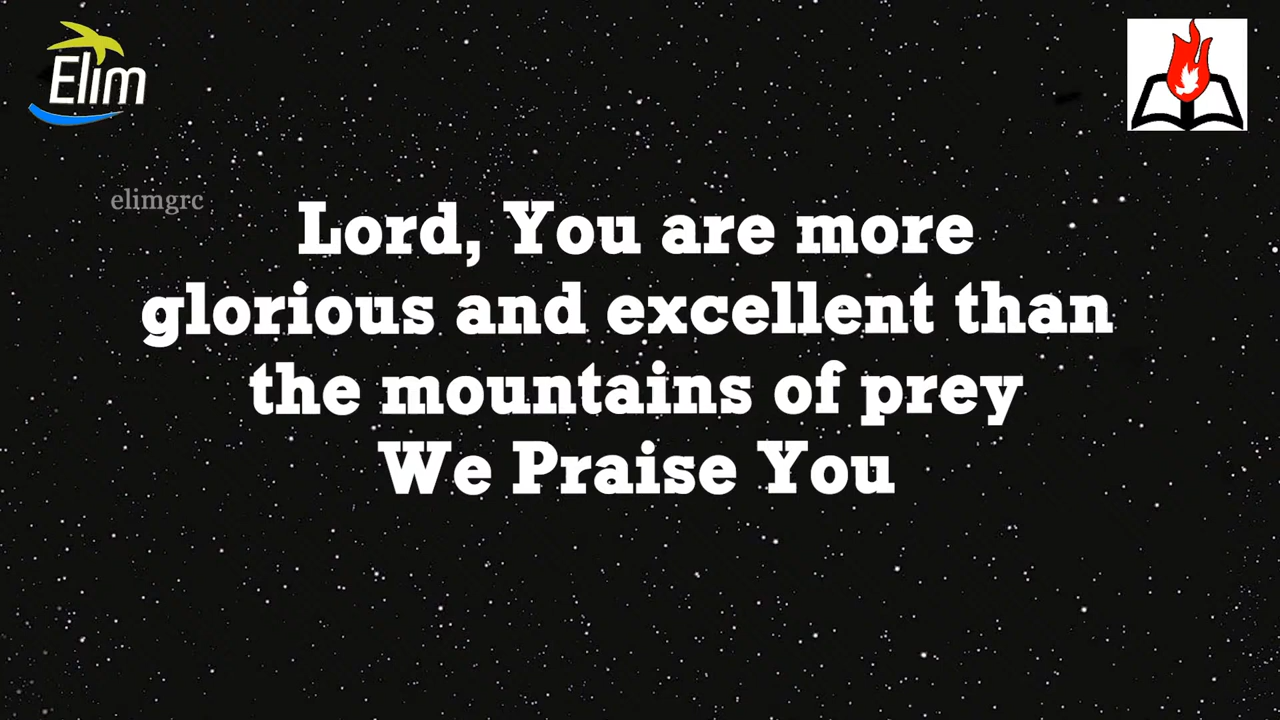 Elim
elimgrc
Lord, You are more
glorious and excellent than
the mountains of prey
We Praise You